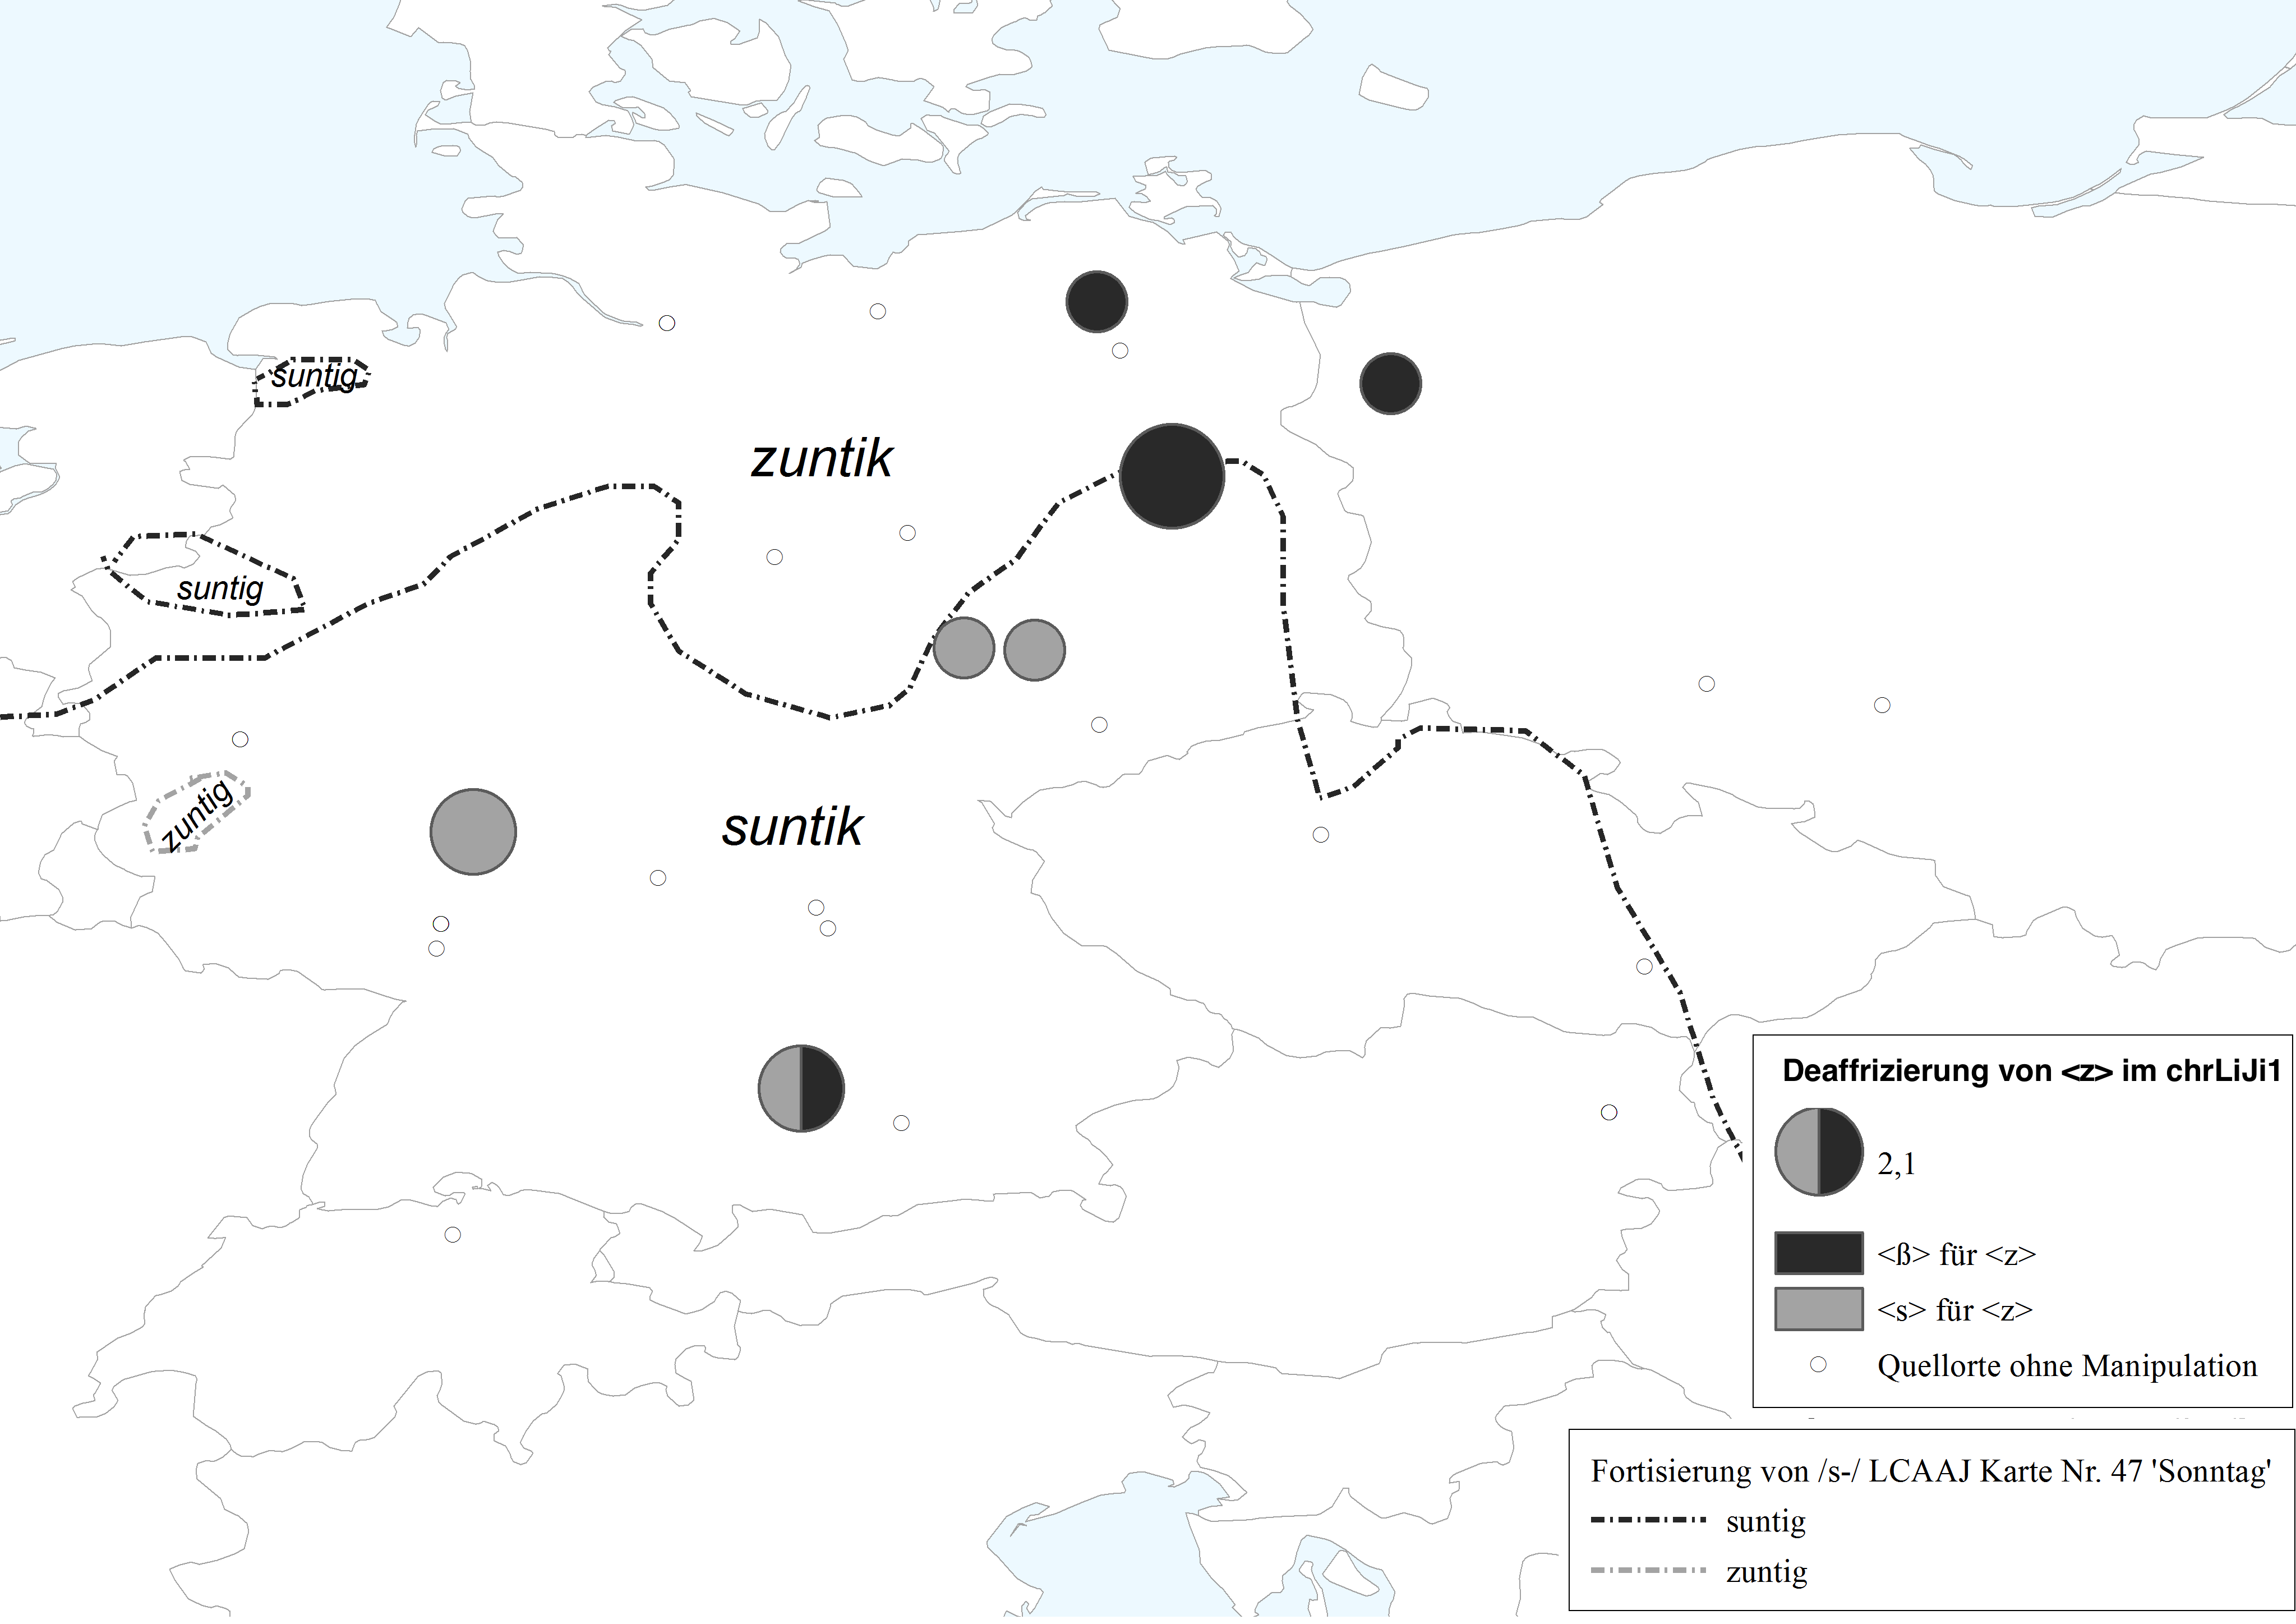 suntig
zuntik
suntig
zuntig
suntik
Deaffrizierung von <z> im chrLiJi1
2,1
<ß> für <z>
<s> für <z>
Quellorte ohne Manipulation
Fortisierung von /s-/ LCAAJ Karte Nr. 47 'Sonntag'
suntig
zuntig